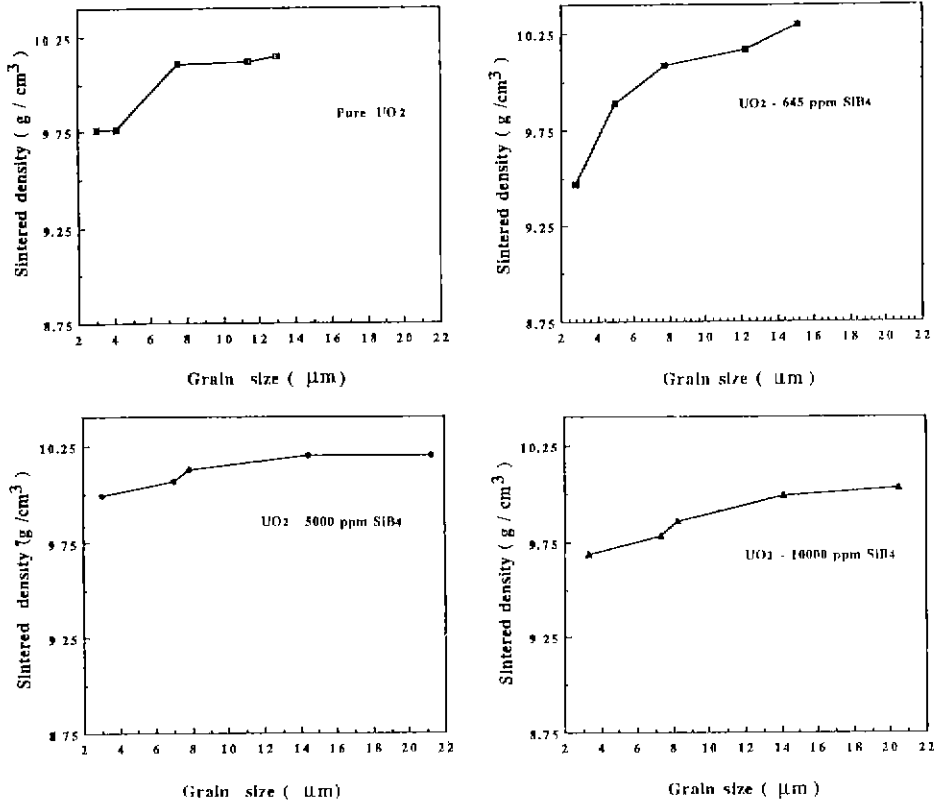 10.25
9.75
9.25
8.75
Sintered density ( g / cm3 )
Pure UO2
2 4 6 8 10 12 14 16 18 20 22
Grain size ( μm)
10.25
9.75
9.25
8.75
Sintered density ( g / cm3 )
UO2 - 645 ppm SiB4
2 4 6 8 10 12 14 16 18 20 22
Grain size ( μm)
10.25
9.75
9.25
8 75
Sintered density (g /cm3 )
UO2 5000 ppm SiB4
2 4 6 8 10 12 14 16 18 20 22
Grain size ( μm)
10.25
9.75
9.25
8.75
Sintered density ( g / cm3 )
UO2 - 10000 ppm SiB4
2 4 6 8 10 12 14 16 18 20 22
Grain size ( μm)